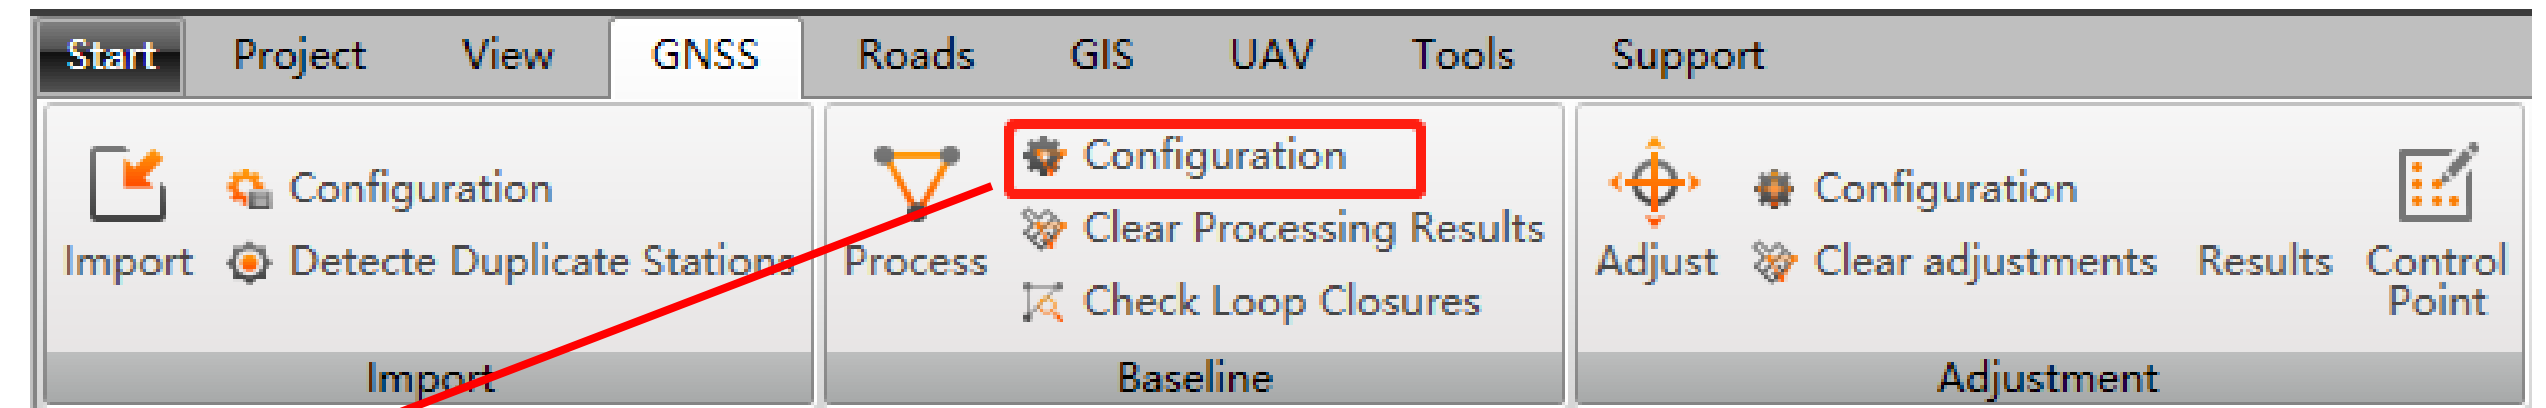 Start Project View GNSS Roads GIS UAV Tools Support
Import
Configuration
Detecte Duplicate Stations
Import
Process
Configuration
Clear Processing Results
Check Loop Closures
Baseline
Adjust
Configuration
Clear adjustments
Results
Control
Point
Adjustment